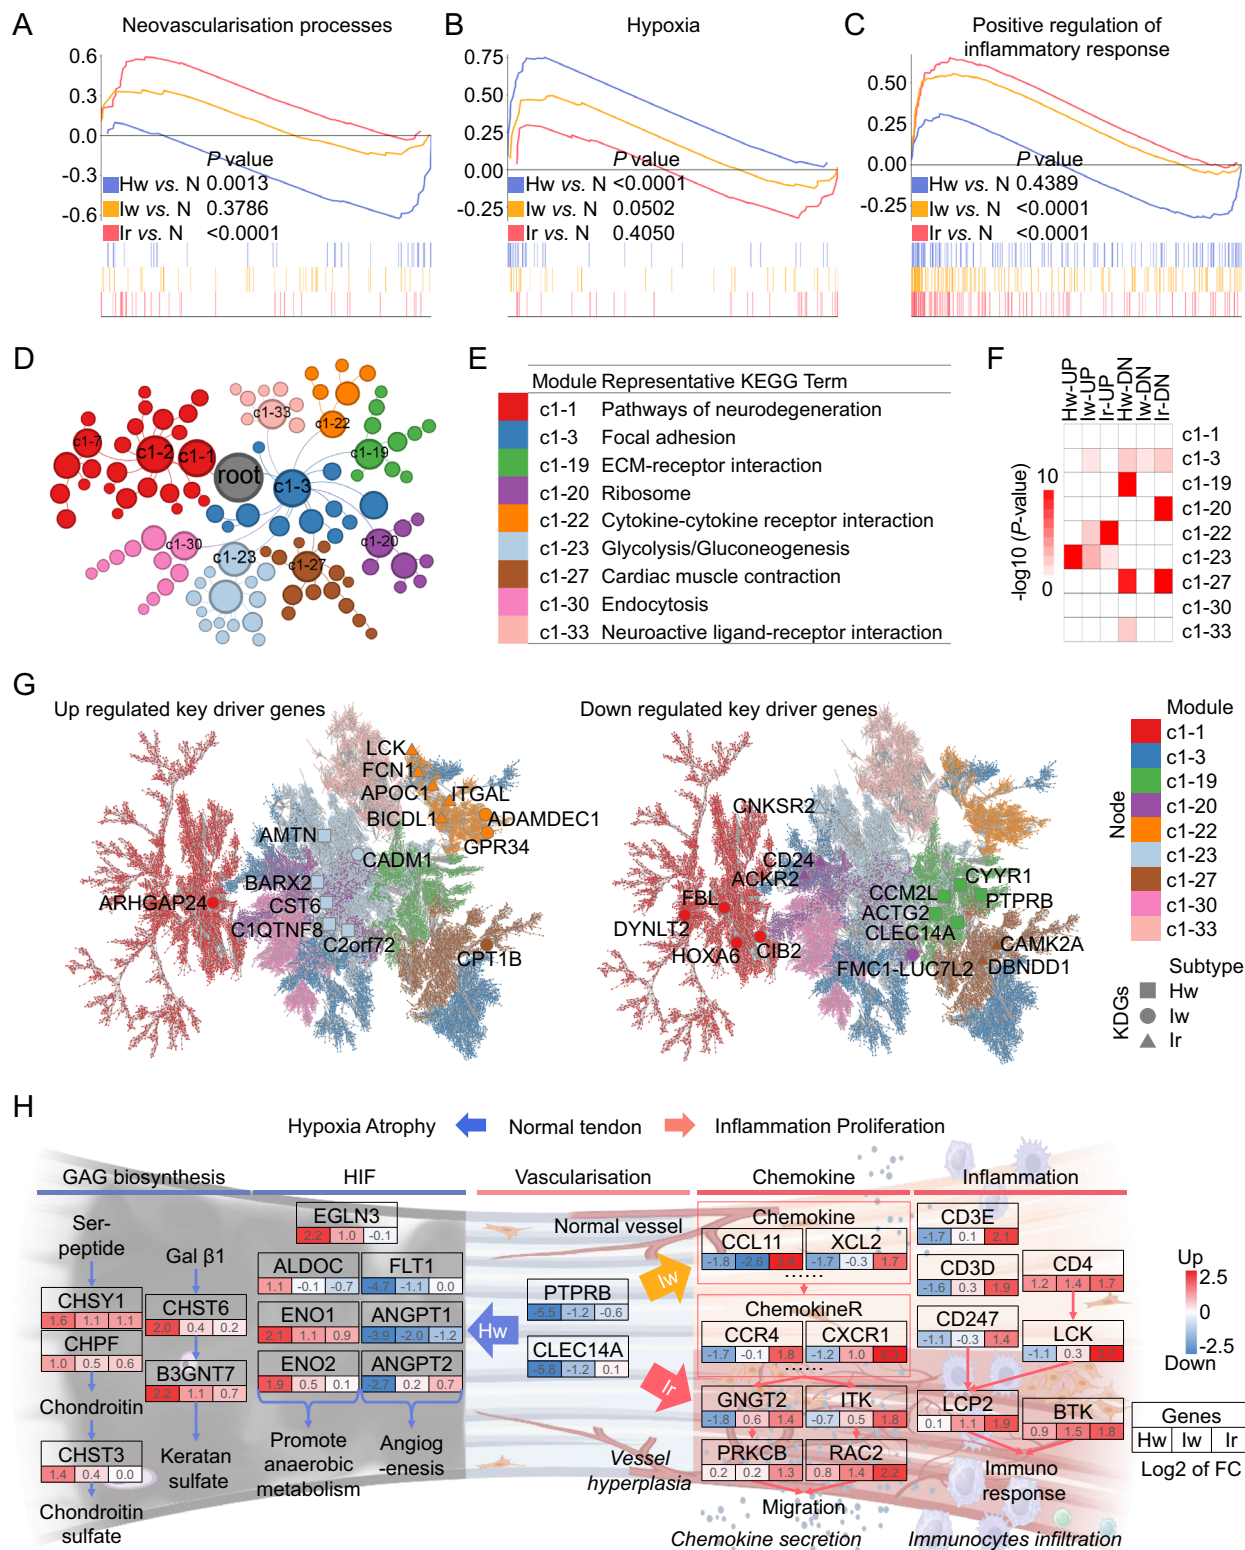 A
Neovascularisation processes
0.6
0.3
0.0
-0.3
-0.6
P value
Hw vs. N 0.0013
Iw vs. N 0.3786
Ir vs. N <0.0001
B
Hypoxia
0.75
0.50
0.25
0.00
-0.25
P value
Hw vs. N <0.0001
Iw vs. N 0.0502
Ir vs. N 0.4050
C
Positive regulation of
inflammatory response
0.50
0.25
0.00
-0.25
P value
Hw vs. N 0.4389
Iw vs. N <0.0001
Ir vs. N <0.0001
D
c1-33
c1-22
c1-7
c1-2
c1-1
c1-19
root
c1-3
c1-30
c1-23
c1-27
c1-20
E
Module Representative KEGG Term
c1-1 Pathways of neurodegeneration
c1-3 Focal adhesion
c1-19 ECM-receptor interaction
c1-20 Ribosome
c1-22 Cytokine-cytokine receptor interaction
c1-23 Glycolysis/Gluconeogenesis
c1-27 Cardiac muscle contraction
c1-30 Endocytosis
c1-33 Neuroactive ligand-receptor interaction
F
Hw-UP
Iw-UP
Ir-UP
Hw-DN
Iw-DN
Ir-DN
-log10 (P-value)
10
0
c1-1
c1-3
c1-19
c1-20
c1-22
c1-23
c1-27
c1-30
c1-33
G
Up regulated key driver genes
LCK
FCN1
APOC1
ITGAL
BICDL1
ADAMDEC1
GPR34
AMTN
CADM1
BARX2
ARHGAP24
CST6
C1QTNF8
C2orf72
CPT1B
Down regulated key driver genes
CNKSR2
CD24
ACKR2
CYYR1
CCM2L
PTPRB
FBL
ACTG2
DYNLT2
CLEC14A
HOXA6
CIB2
CAMK2A
FMC1-LUC7L2
DBNDD1
Module
Node
c1-1
c1-3
c1-19
c1-20
c1-22
c1-23
c1-27
c1-30
c1-33
Subtype
KDGs
Hw
Iw
Ir
H
Hypoxia Atrophy
Normal tendon
Inflammation Proliferation
GAG biosynthesis
HIF
Vascularisation
Chemokine
Inflammation
Ser-
peptide
Gal β1
CHSY1
1.6 1.1 1.1
CHPF
1.0 0.5 0.6
Chondroitin
CHST3
1.4 0.4 0.0
Chondroitin
sulfate
CHST6
2.0 0.4 0.2
B3GNT7
2.2 1.1 0.7
Keratan
sulfate
EGLN3
2.2 1.0 -0.1
ALDOC
1.1 -0.1 -0.7
FLT1
-4.7 -1.1 0.0
ENO1
2.1 1.1 0.9
ANGPT1
-3.9 -2.0 -1.2
ENO2
1.9 0.5 0.1
ANGPT2
-2.7 0.2 0.7
Promote
anaerobic
metabolism
Angiog
-enesis
Normal vessel
PTPRB
-5.5 -1.2 -0.6
CLEC14A
-5.8 -1.2 0.1
Hw
Iw
Ir
Vessel
hyperplasia
Chemokine
CCL11
-1.8 -2.6
XCL2
-1.7 -0.3 1.7
......
ChemokineR
CCR4
-1.7 -0.1 1.8
CXCR1
-1.2 1.0
......
GNGT2
-1.8 0.6 1.4
ITK
-0.7 0.5 1.8
PRKCB
0.2 0.2 1.3
RAC2
0.8 1.4 2.2
Migration
Chemokine secretion
CD3E
-1.7 0.1 2.1
CD3D
-1.6 0.3 1.9
CD4
1.2 1.4 1.7
CD247
-1.1 -0.3 1.4
LCK
-1.1 0.3
LCP2
0.1 1.1 1.9
BTK
0.9 1.5 1.8
Immuno
response
Immunocytes infiltration
Up
2.5
0
-2.5
Down
Genes
Hw Iw Ir
Log2 of FC